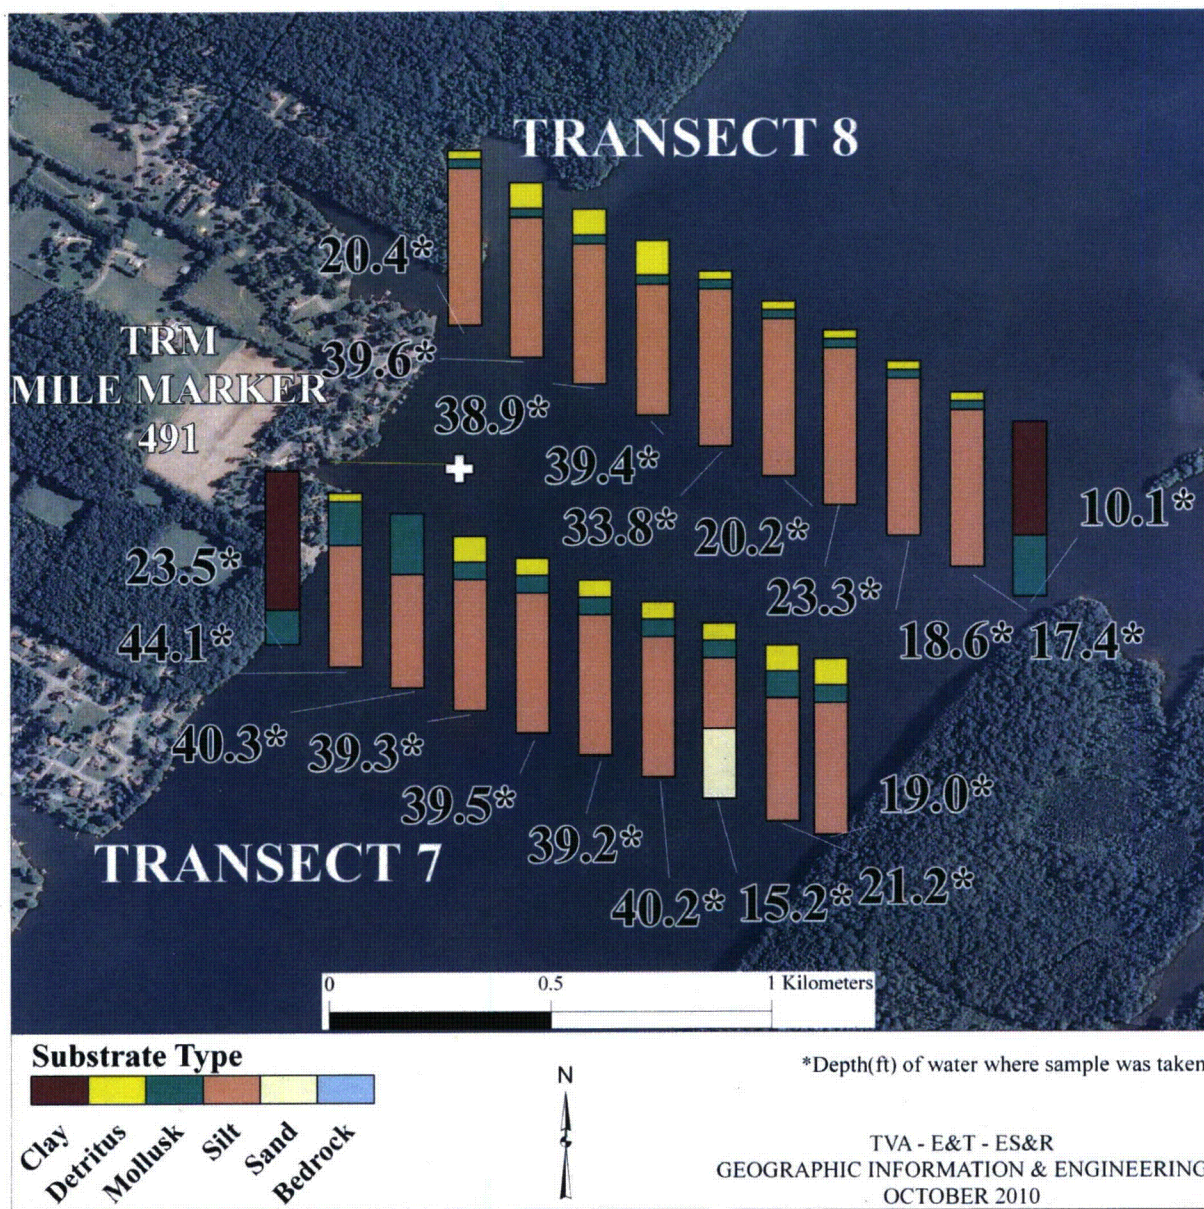 TRANSECT 8
20.4*
39.6*
38.9*
39.4*
33.8*
20.2*
23.3*
18.6*
17.4*
10.1*
TRM
MILE MARKER
491
23.5*
44.1*
40.3*
39.3*
39.5*
39.2*
40.2*
15.2*
21.2*
19.0*
TRANSECT 7
0 0.5 1 Kilometers
Substrate Type
Clay
Detritus
Mollusk
Silt
Sand
Bedrock
N
*Depth(ft) of water where sample was taken
TVA - E&T - ES&R
GEOGRAPHIC INFORMATION & ENGINEERING
OCTOBER 2010